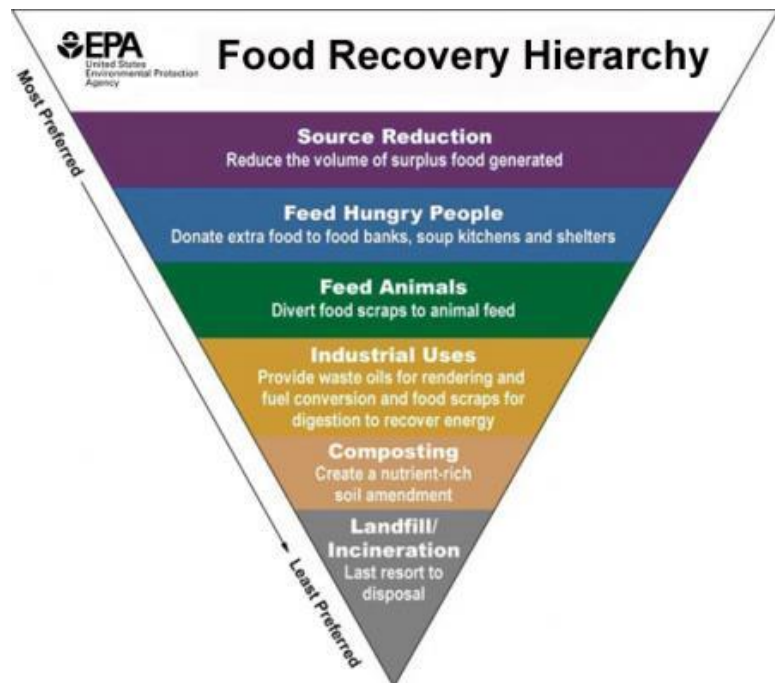 EPA
United States
Environmental Protection
Agency
Food Recovery Hierarchy
Most Preferred
Source Reduction
Reduce the volume of surplus food generated
Feed Hungry People
Donate extra food to food banks, soup kitchens and shelters
Feed Animals
Divert food scraps to animal feed
Industrial Uses
Provide waste oils for rendering and
fuel conversion and food scraps for
digestion to recover energy
Composting
Create a nutrient-rich
soil amendment
Landfill/
Incineration
Last resort to
disposal
Least Preferred